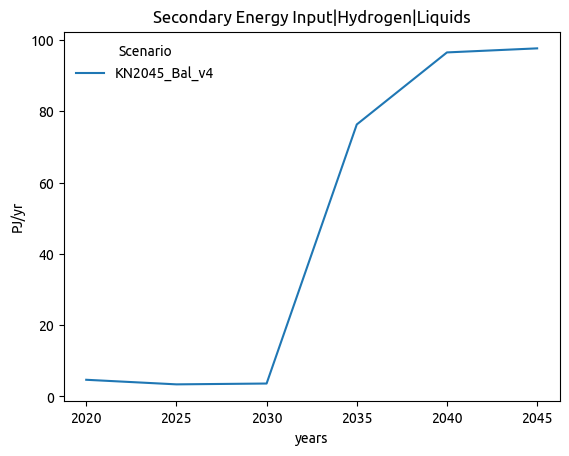 Secondary Energy Input|Hydrogen|Liquids
Scenario
KN2045_Bal_v4
PJ/yr
100
80
60
40
20
0
2020 2025 2030 2035 2040 2045
years